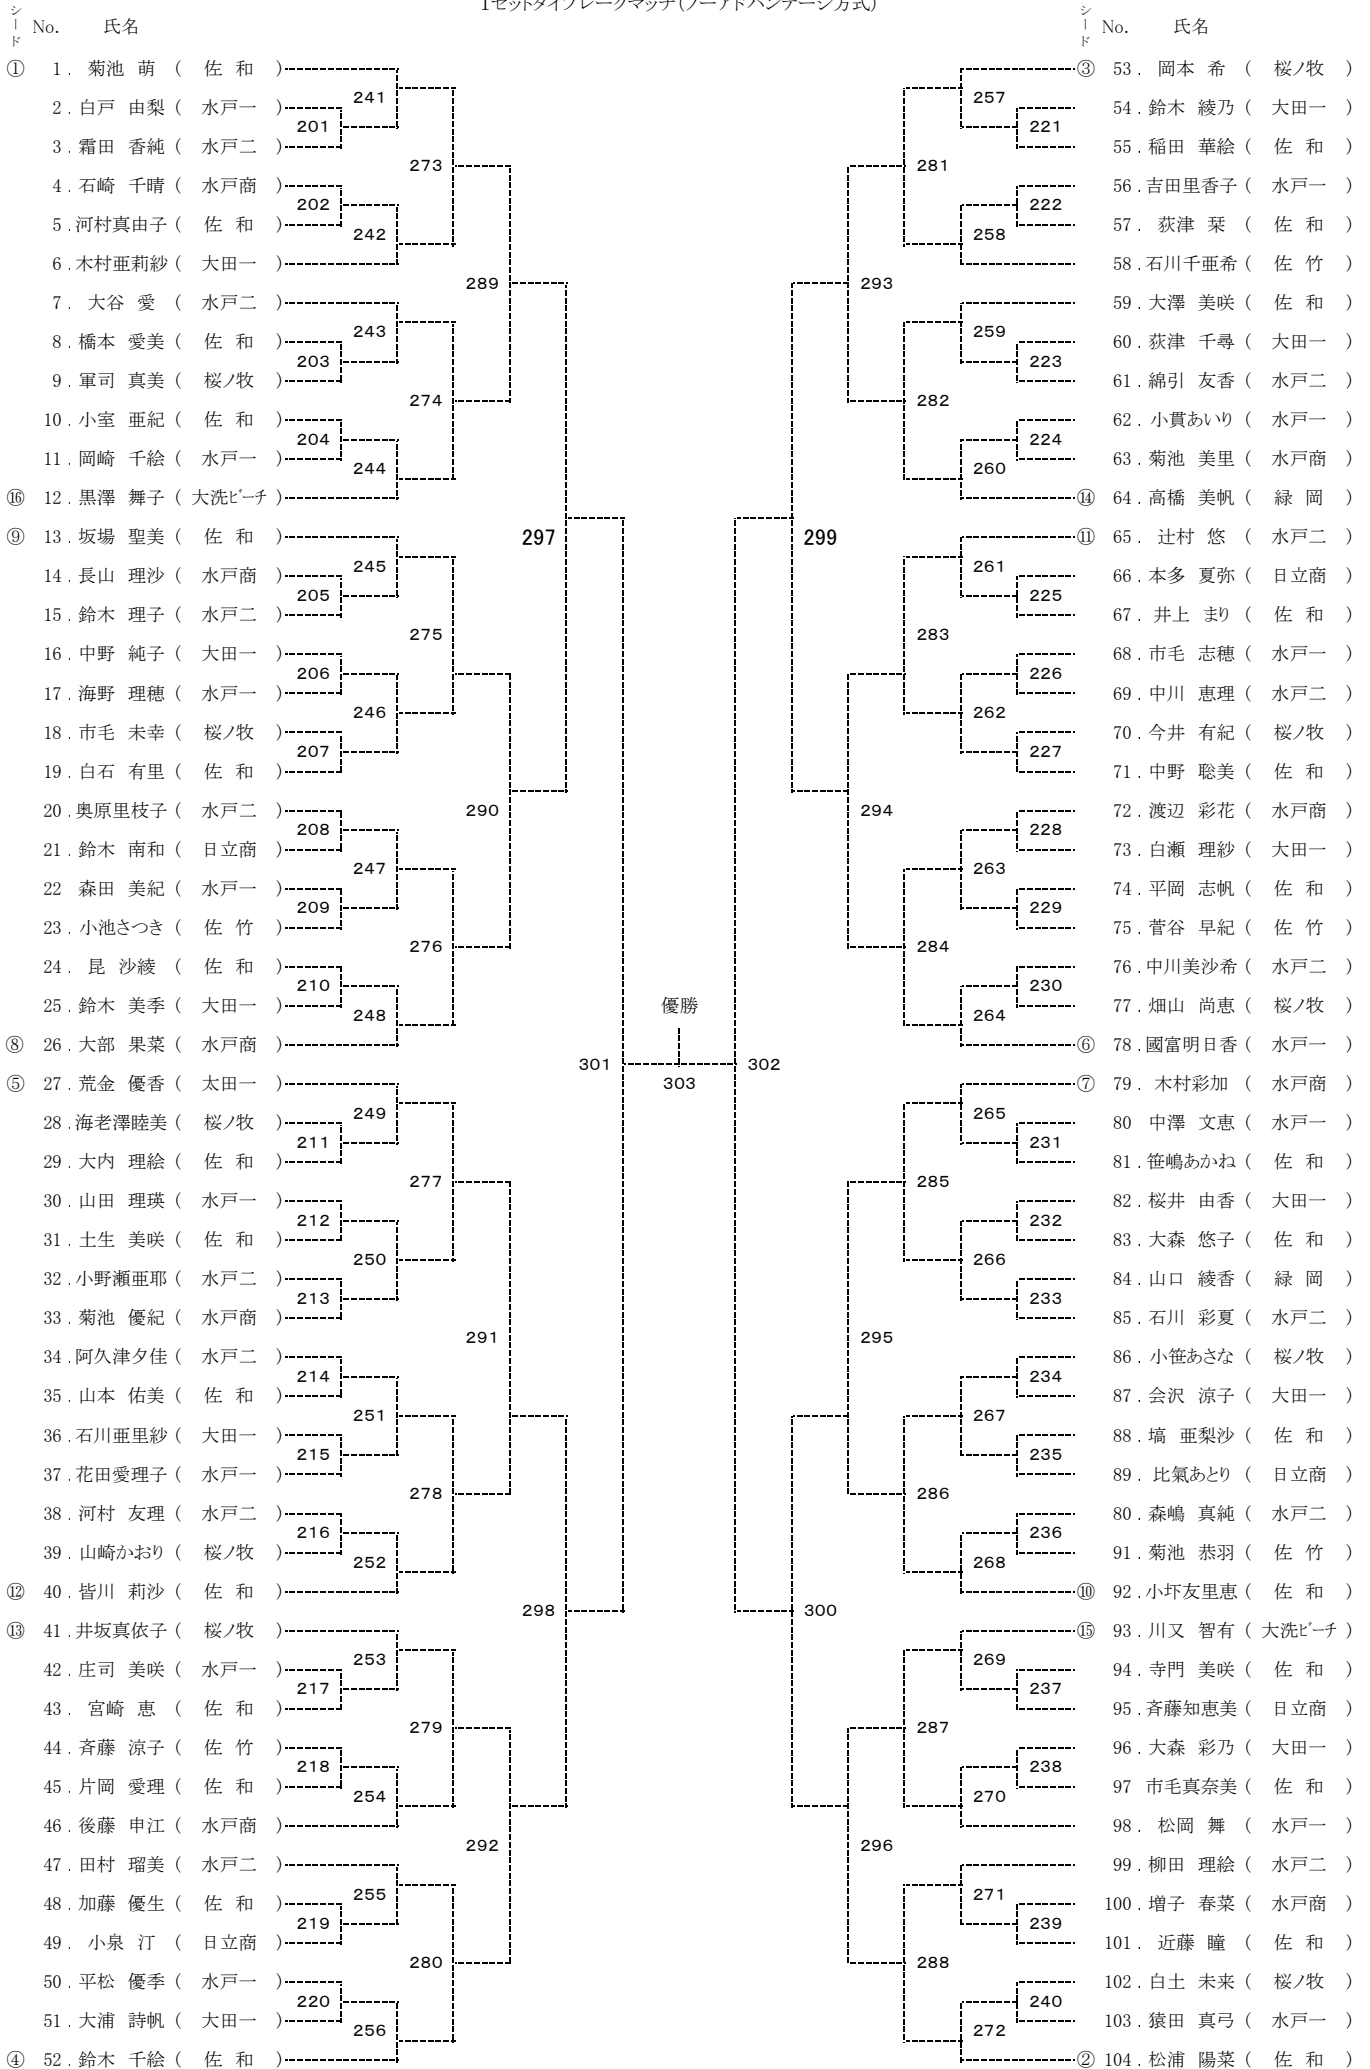 1セットタイブレークマッチ(ノーアドバンテージ方式)
シード No. 氏名
① 1 . 菊池 萌 ( 佐 和 )
2 . 白戸 由梨 ( 水戸一 )
3 . 霜田 香純 ( 水戸二 )
4 . 石崎 千晴 ( 水戸商 )
5 . 河村真由子 ( 佐 和 )
6 . 木村亜莉紗 ( 大田一 )
7 . 大谷 愛 ( 水戸二 )
8 . 橋本 愛美 ( 佐 和 )
9 . 軍司 真美 ( 桜ノ牧 )
10 . 小室 亜紀 ( 佐 和 )
11 . 岡崎 千絵 ( 水戸一 )
⑯ 12 . 黒澤 舞子 ( 大洗ビーチ )
⑨ 13 . 坂場 聖美 ( 佐 和 )
14 . 長山 理沙 ( 水戸商 )
15 . 鈴木 理子 ( 水戸二 )
16 . 中野 純子 ( 大田一 )
17 . 海野 理穂 ( 水戸一 )
18 . 市毛 未幸 ( 桜ノ牧 )
19 . 白石 有里 ( 佐 和 )
20 . 奥原里枝子 ( 水戸二 )
21 . 鈴木 南和 ( 日立商 )
22 森田 美紀 ( 水戸一 )
23 . 小池さつき ( 佐 竹 )
24 . 昆 沙綾 ( 佐 和 )
25 . 鈴木 美季 ( 大田一 )
⑧ 26 . 大部 果菜 ( 水戸商 )
⑤ 27 . 荒金 優香 ( 太田一 )
28 . 海老澤睦美 ( 桜ノ牧 )
29 . 大内 理絵 ( 佐 和 )
30 . 山田 理瑛 ( 水戸一 )
31 . 土生 美咲 ( 佐 和 )
32 . 小野瀬亜耶 ( 水戸二 )
33 . 菊池 優紀 ( 水戸商 )
34 . 阿久津夕佳 ( 水戸二 )
35 . 山本 佑美 ( 佐 和 )
36 . 石川亜里紗 ( 大田一 )
37 . 花田愛理子 ( 水戸一 )
38 . 河村 友理 ( 水戸二 )
39 . 山崎かおり ( 桜ノ牧 )
⑫ 40 . 皆川 莉沙 ( 佐 和 )
⑬ 41 . 井坂真依子 ( 桜ノ牧 )
42 . 庄司 美咲 ( 水戸一 )
43 . 宮崎 恵 ( 佐 和 )
44 . 斉藤 涼子 ( 佐 竹 )
45 . 片岡 愛理 ( 佐 和 )
46 . 後藤 申江 ( 水戸商 )
47 . 田村 瑠美 ( 水戸二 )
48 . 加藤 優生 ( 佐 和 )
49 . 小泉 汀 ( 日立商 )
50 . 平松 優季 ( 水戸一 )
51 . 大浦 詩帆 ( 大田一 )
④ 52 . 鈴木 千絵 ( 佐 和 )
201
202
203
204
205
206
207
208
209
210
211
212
213
214
215
216
217
218
219
220
241
242
243
244
245
246
247
248
249
250
251
252
253
254
255
256
273
274
275
276
277
278
279
280
289
290
291
292
297
298
301
優勝
303
302
299
300
293
294
295
296
281
282
283
284
285
286
287
288
257
258
259
260
261
262
263
264
265
266
267
268
269
270
271
272
221
222
223
224
225
226
227
228
229
230
231
232
233
234
235
236
237
238
239
240
シード No. 氏名
③ 53 . 岡本 希 ( 桜ノ牧 )
54 . 鈴木 綾乃 ( 大田一 )
55 . 稲田 華絵 ( 佐 和 )
56 . 吉田里香子 ( 水戸一 )
57 . 荻津 栞 ( 佐 和 )
58 . 石川千亜希 ( 佐 竹 )
59 . 大澤 美咲 ( 佐 和 )
60 . 荻津 千尋 ( 大田一 )
61 . 綿引 友香 ( 水戸二 )
62 . 小貫あいり ( 水戸一 )
63 . 菊池 美里 ( 水戸商 )
⑭ 64 . 高橋 美帆 ( 緑 岡 )
⑪ 65 . 辻村 悠 ( 水戸二 )
66 . 本多 夏弥 ( 日立商 )
67 . 井上 まり ( 佐 和 )
68 . 市毛 志穂 ( 水戸一 )
69 . 中川 恵理 ( 水戸二 )
70 . 今井 有紀 ( 桜ノ牧 )
71 . 中野 聡美 ( 佐 和 )
72 . 渡辺 彩花 ( 水戸商 )
73 . 白瀬 理紗 ( 大田一 )
74 . 平岡 志帆 ( 佐 和 )
75 . 菅谷 早紀 ( 佐 竹 )
76 . 中川美沙希 ( 水戸二 )
77 . 畑山 尚恵 ( 桜ノ牧 )
⑥ 78 . 國富明日香 ( 水戸一 )
⑦ 79 . 木村彩加 ( 水戸商 )
80 中澤 文恵 ( 水戸一 )
81 . 笹嶋あかね ( 佐 和 )
82 . 桜井 由香 ( 大田一 )
83 . 大森 悠子 ( 佐 和 )
84 . 山口 綾香 ( 緑 岡 )
85 . 石川 彩夏 ( 水戸二 )
86 . 小笹あさな ( 桜ノ牧 )
87 . 会沢 涼子 ( 大田一 )
88 . 塙 亜梨沙 ( 佐 和 )
89 . 比氣あとり ( 日立商 )
80 . 森嶋 真純 ( 水戸二 )
91 . 菊池 恭羽 ( 佐 竹 )
⑩ 92 . 小圷友里恵 ( 佐 和 )
⑮ 93 . 川又 智有 ( 大洗ビーチ )
94 . 寺門 美咲 ( 佐 和 )
95 . 斉藤知恵美 ( 日立商 )
96 . 大森 彩乃 ( 大田一 )
97 市毛真奈美 ( 佐 和 )
98 . 松岡 舞 ( 水戸一 )
99 . 柳田 理絵 ( 水戸二 )
100 . 増子 春菜 ( 水戸商 )
101 . 近藤 瞳 ( 佐 和 )
102 . 白土 未来 ( 桜ノ牧 )
103 . 猿田 真弓 ( 水戸一 )
② 104 . 松浦 陽菜 ( 佐 和 )